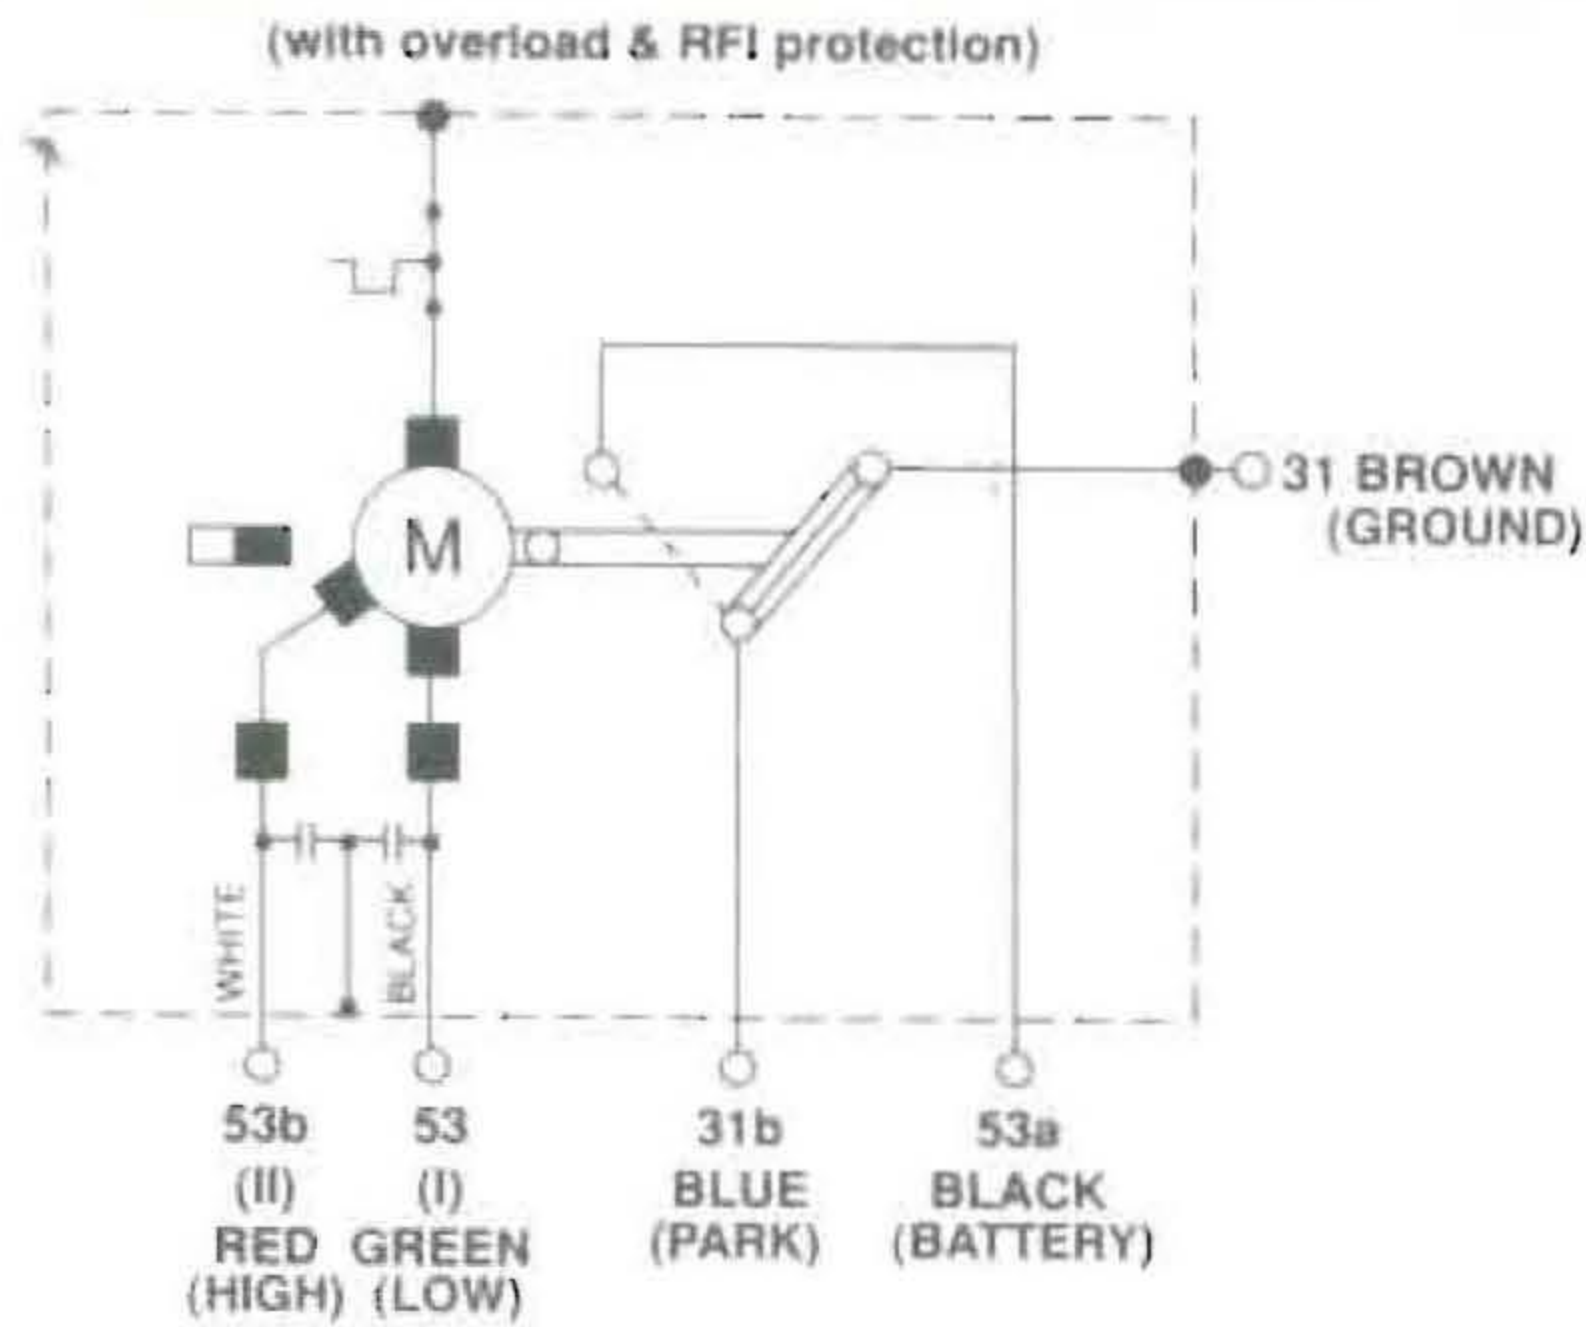 (with overload & RFI protection)
M
31 BROWN
(GROUND)
WHITE
BLACK
53b
(II)
RED
(HIGH)
53
(I)
GREEN
(LOW)
31b
BLUE
(PARK)
53a
BLACK
(BATTERY)